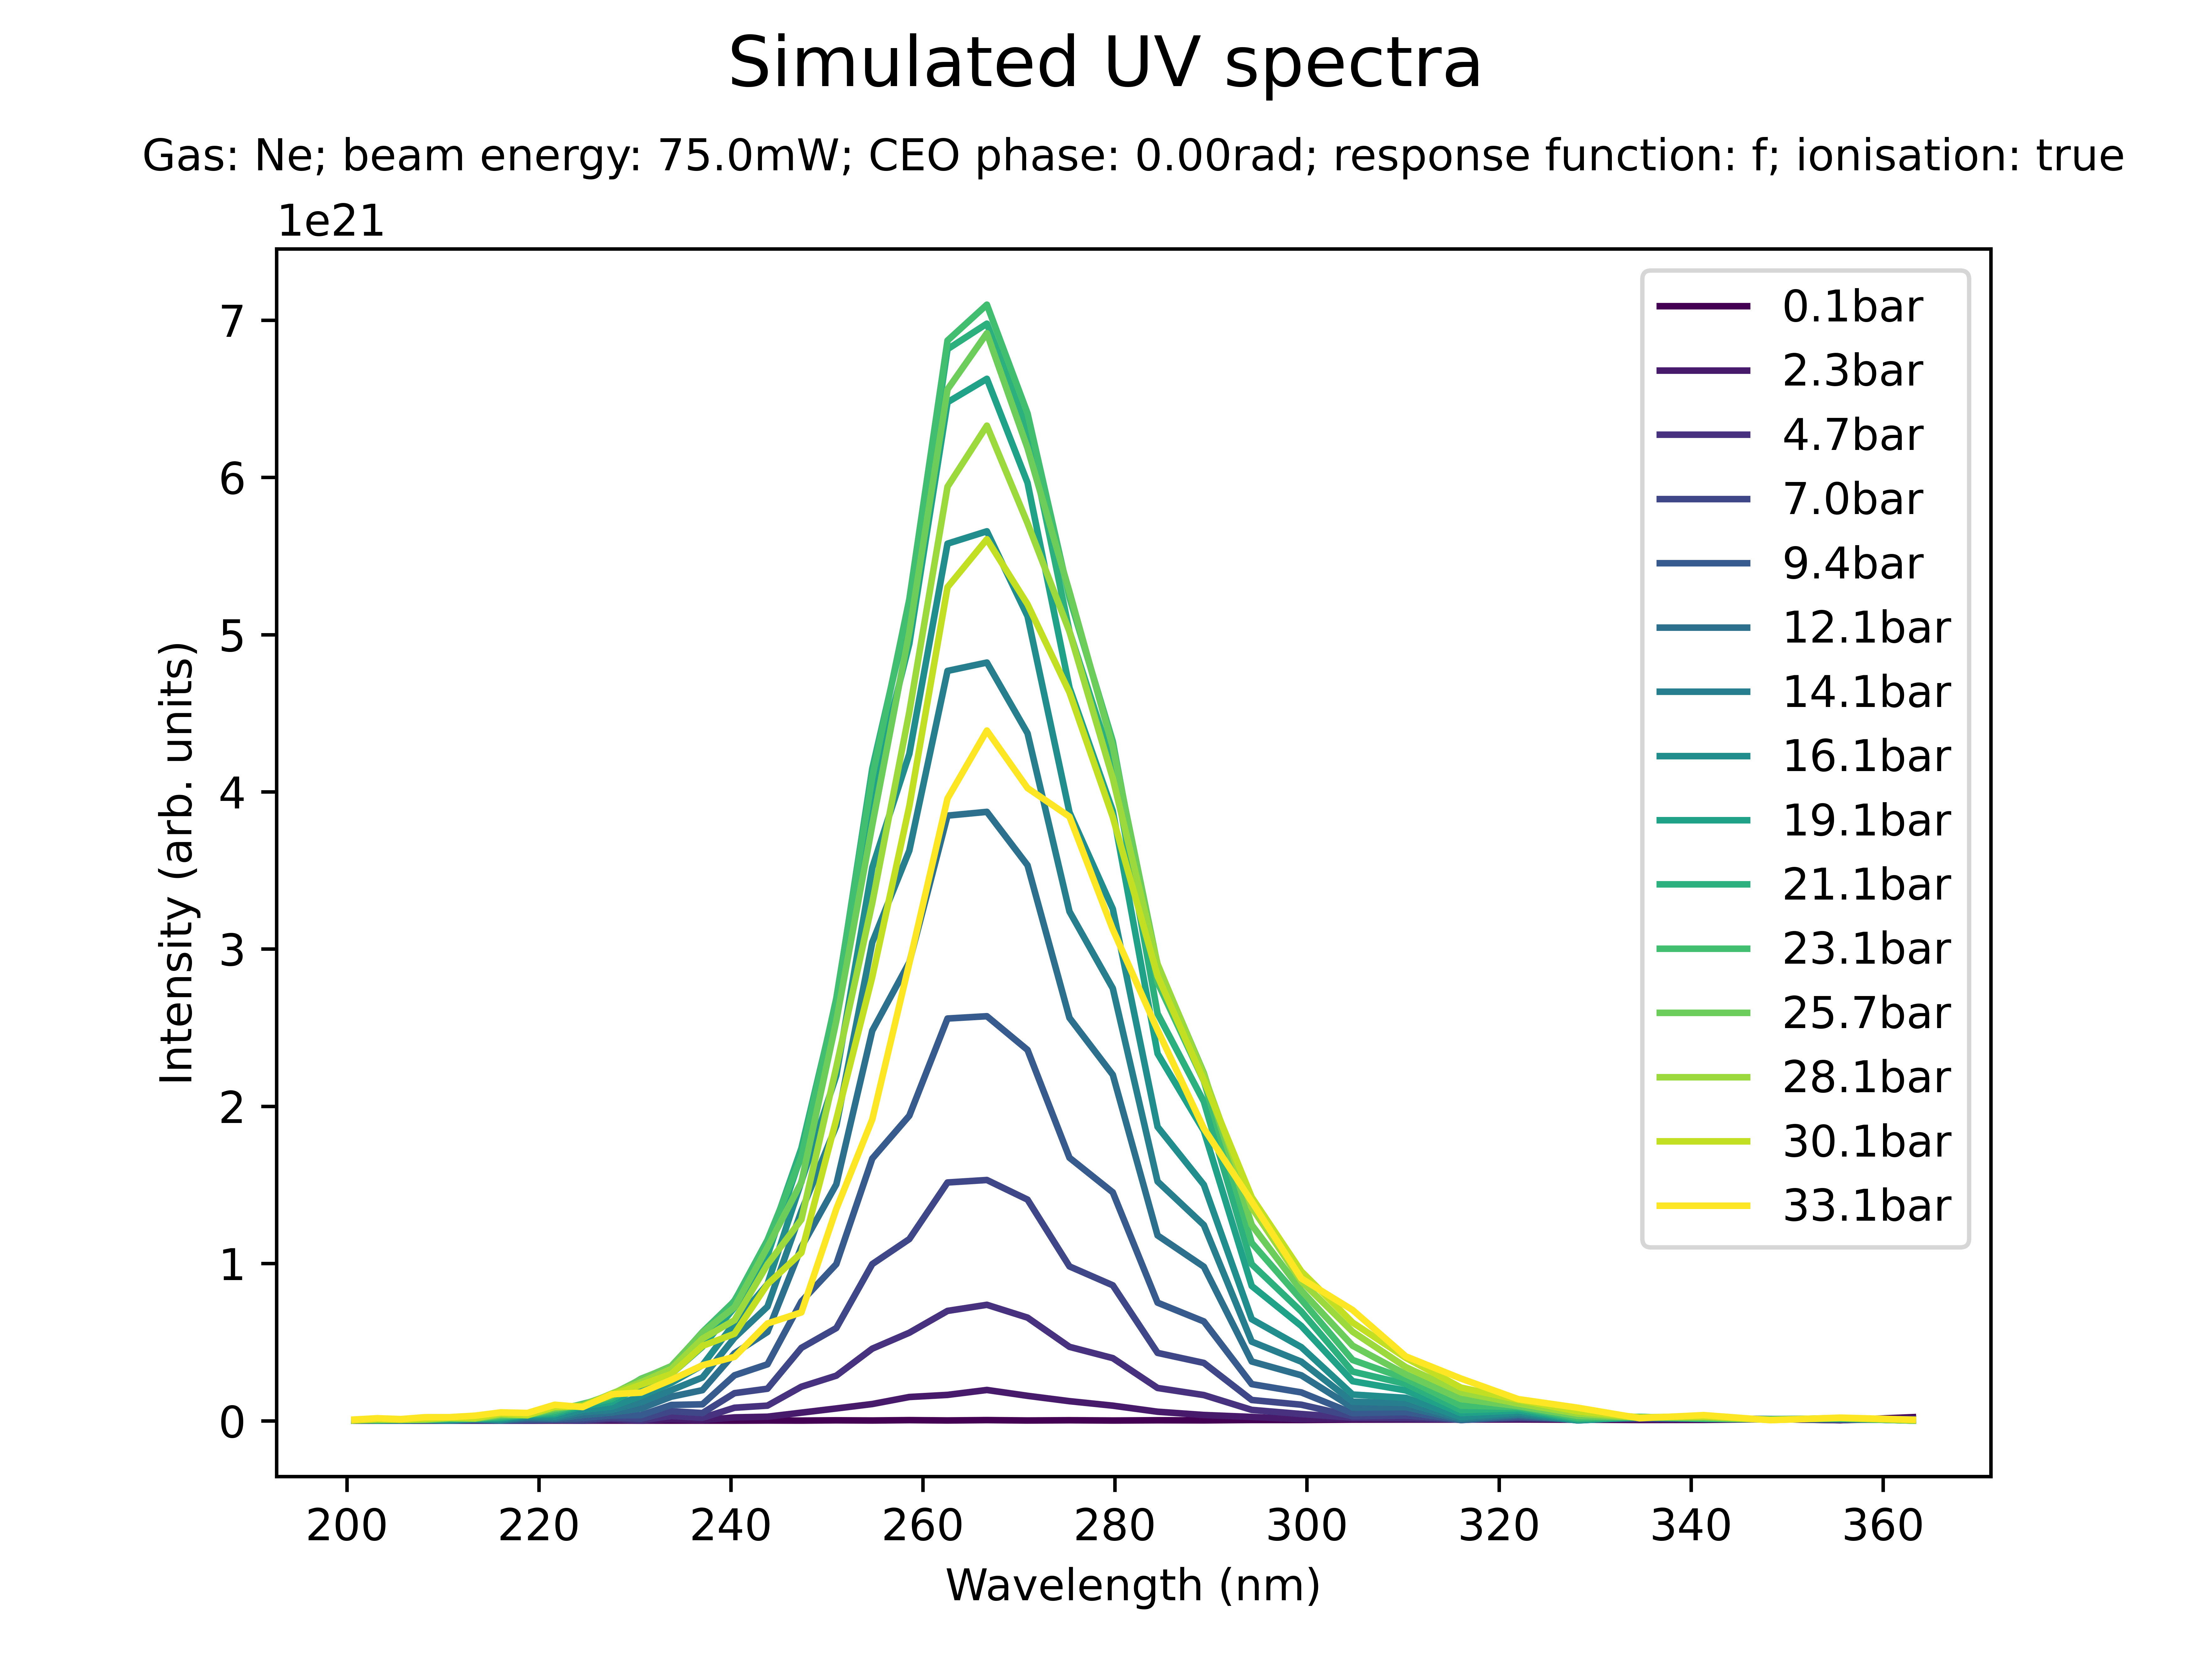 Simulated UV spectra
Gas: Ne; beam energy: 75.0mW; CEO phase: 0.00rad; response function: f; ionisation: true
1e21
7
6
5
4
3
2
1
0
Intensity (arb. units)
200 220 240 260 280 300 320 340 360
Wavelength (nm)
0.1bar
2.3bar
4.7bar
7.0bar
9.4bar
12.1bar
14.1bar
16.1bar
19.1bar
21.1bar
23.1bar
25.7bar
28.1bar
30.1bar
33.1bar